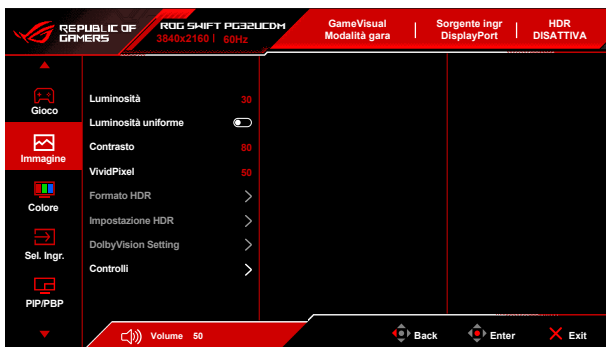 REPUBLIC OF
GAMERS
ROG SWIFT PG32UCDM
3840x2160 | 60Hz
GameVisual
Modalità gara
Sorgente ingr
DisplayPort
HDR
DISATTIVA
Gioco
Immagine
Colore
Sel. Ingr.
PIP/PBP
Luminosità 30
Luminosità uniforme
Contrasto 80
VividPixel 50
Formato HDR
Impostazione HDR
DolbyVision Setting
Controlli
Volume 50
Back
Enter
Exit